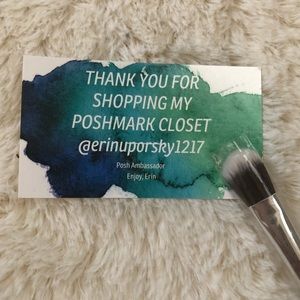 THANK YOU FOR
SHOPPING MY
POSHMARK CLOSET
@erinuporsky1217
Posh Ambassador
Enjoy, Erin